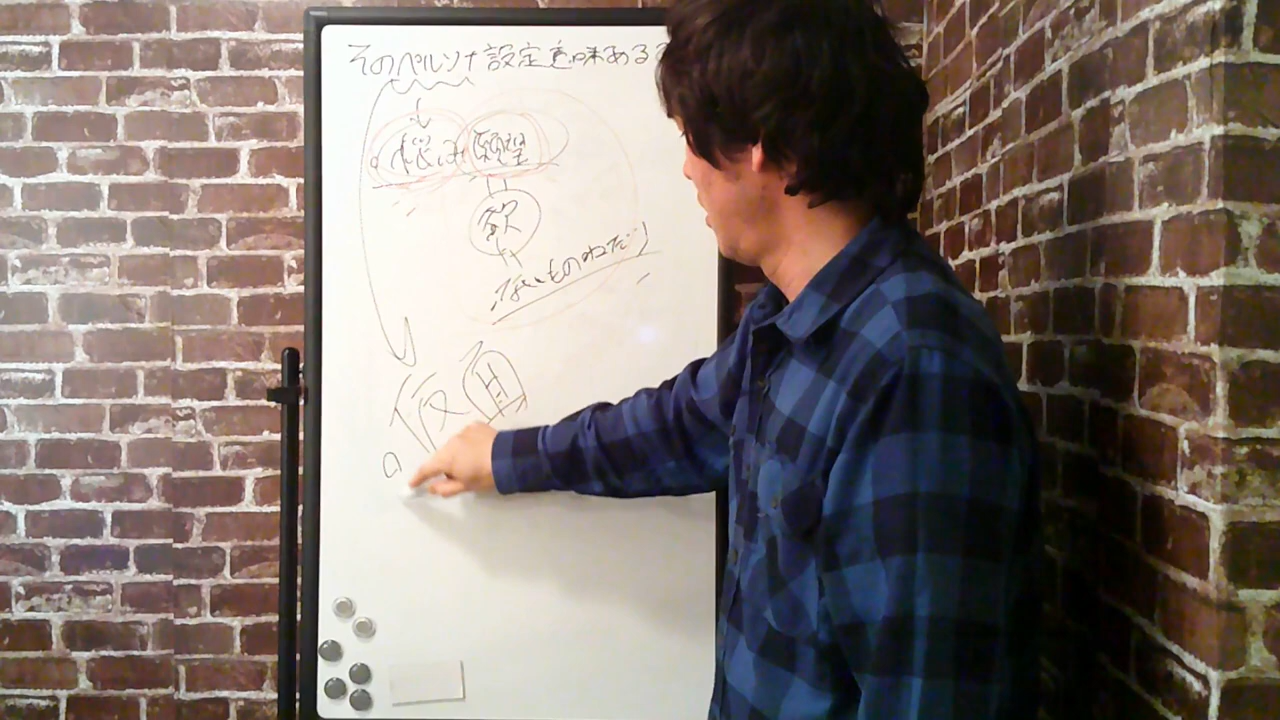 そのペルソナ設定意味ある
悩み 願望
欲
ないものねだり
仮面